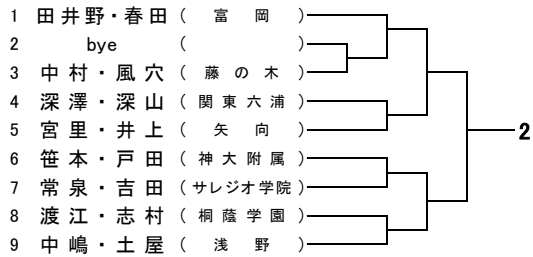 1 田井野・春田 (富岡)
2 bye ( )
3 中村・風穴 (藤の木)
4 深澤・深山 (関東六浦)
5 宮里・井上 (矢向)
6 笹本・戸田 (神大附属)
7 常泉・吉田 (サレジオ学院)
8 渡江・志村 (桐蔭学園)
9 中嶋・土屋 (浅野)
2